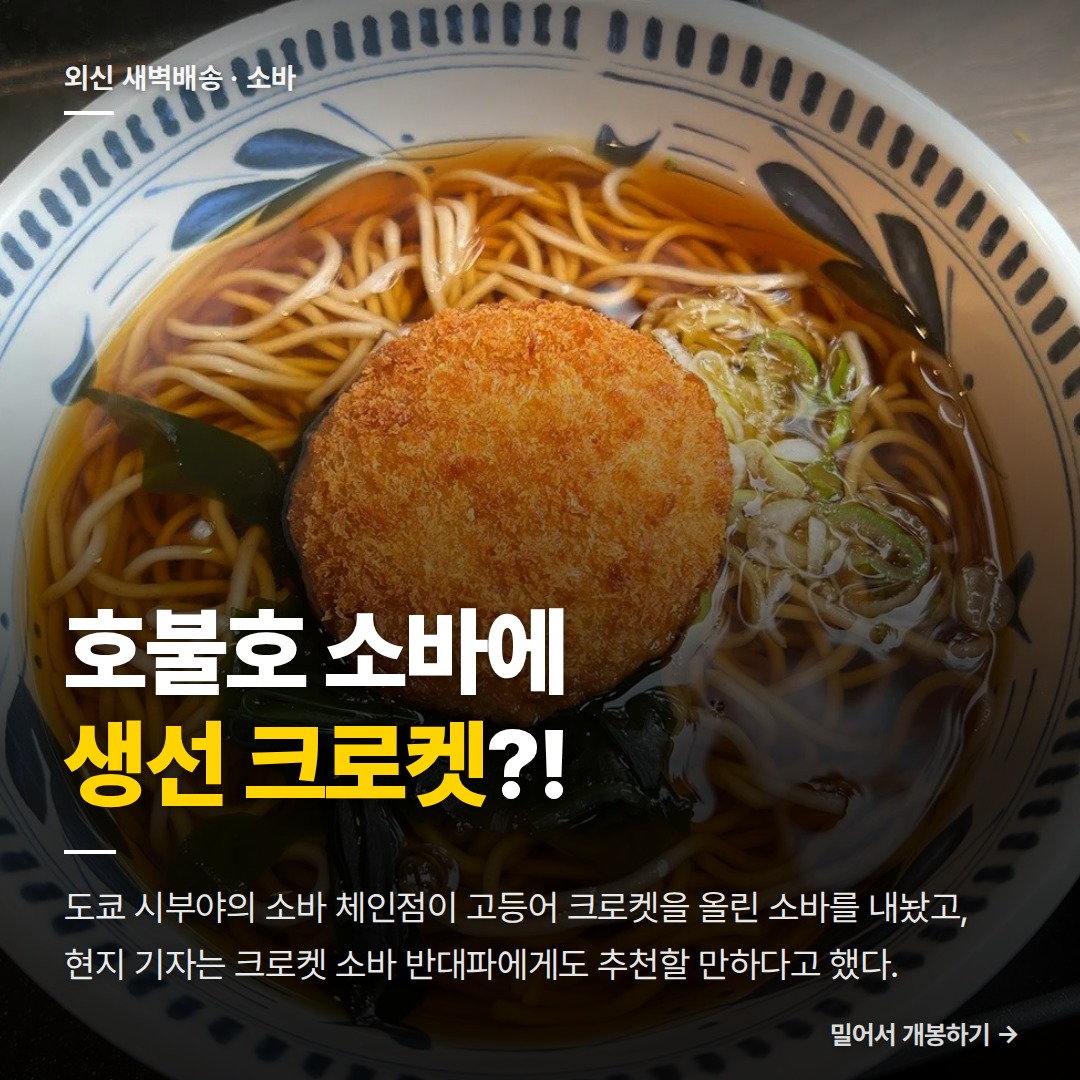 외신 새벽배송 · 소바
호불호 소바에
생선 크로켓?!
도쿄 시부야의 소바 체인점이 고등어 크로켓을 올린 소바를 내놨고,
현지 기자는 크로켓 소바 반대파에게도 추천할 만하다고 했다.
밀어서 개봉하기 →